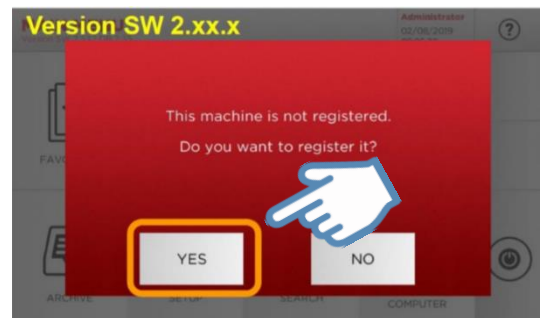 Version SW 2.xx.x
Administrator
02/08/2019
?
This machine is not registered.
Do you want to register it?
FAVO
YES
NO
ARCHIVE
SETUP
SEARCH
COMPUTER